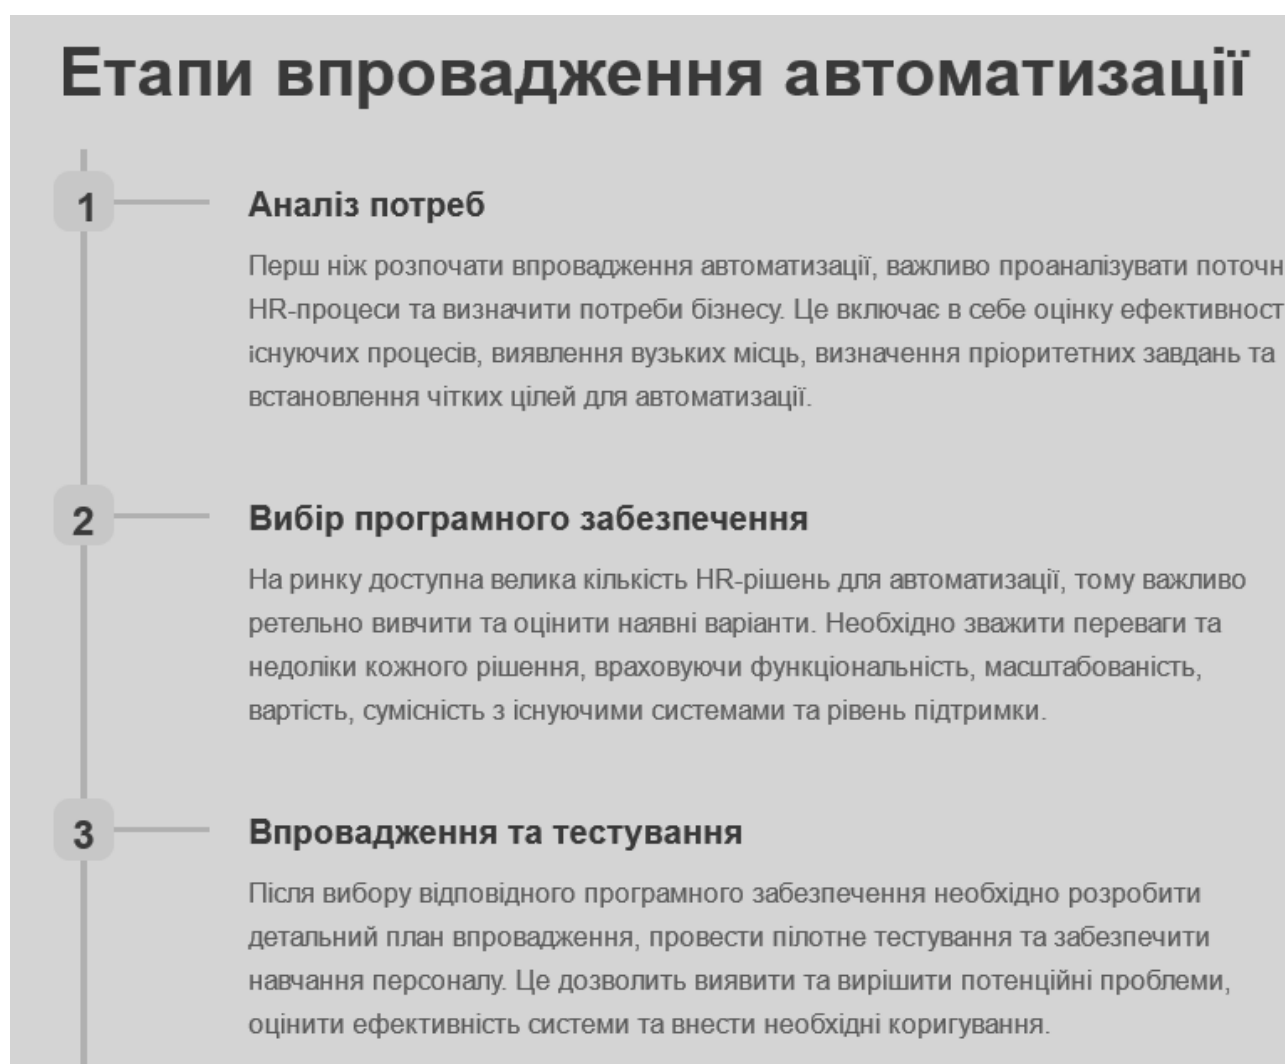 Етапи впровадження автоматизації
1
Аналіз потреб
Перш ніж розпочати впровадження автоматизації, важливо проаналізувати поточн
HR-процеси та визначити потреби бізнесу. Це включає в себе оцінку ефективност
існуючих процесів, виявлення вузьких місць, визначення пріоритетних завдань та
встановлення чітких цілей для автоматизації.
2
Вибір програмного забезпечення
На ринку доступна велика кількість HR-рішень для автоматизації, тому важливо
ретельно вивчити та оцінити наявні варіанти. Необхідно зважити переваги та
недоліки кожного рішення, враховуючи функціональність, масштабованість,
вартість, сумісність з існуючими системами та рівень підтримки.
3
Впровадження та тестування
Після вибору відповідного програмного забезпечення необхідно розробити
детальний план впровадження, провести пілотне тестування та забезпечити
навчання персоналу. Це дозволить виявити та вирішити потенційні проблеми,
оцінити ефективність системи та внести необхідні коригування.